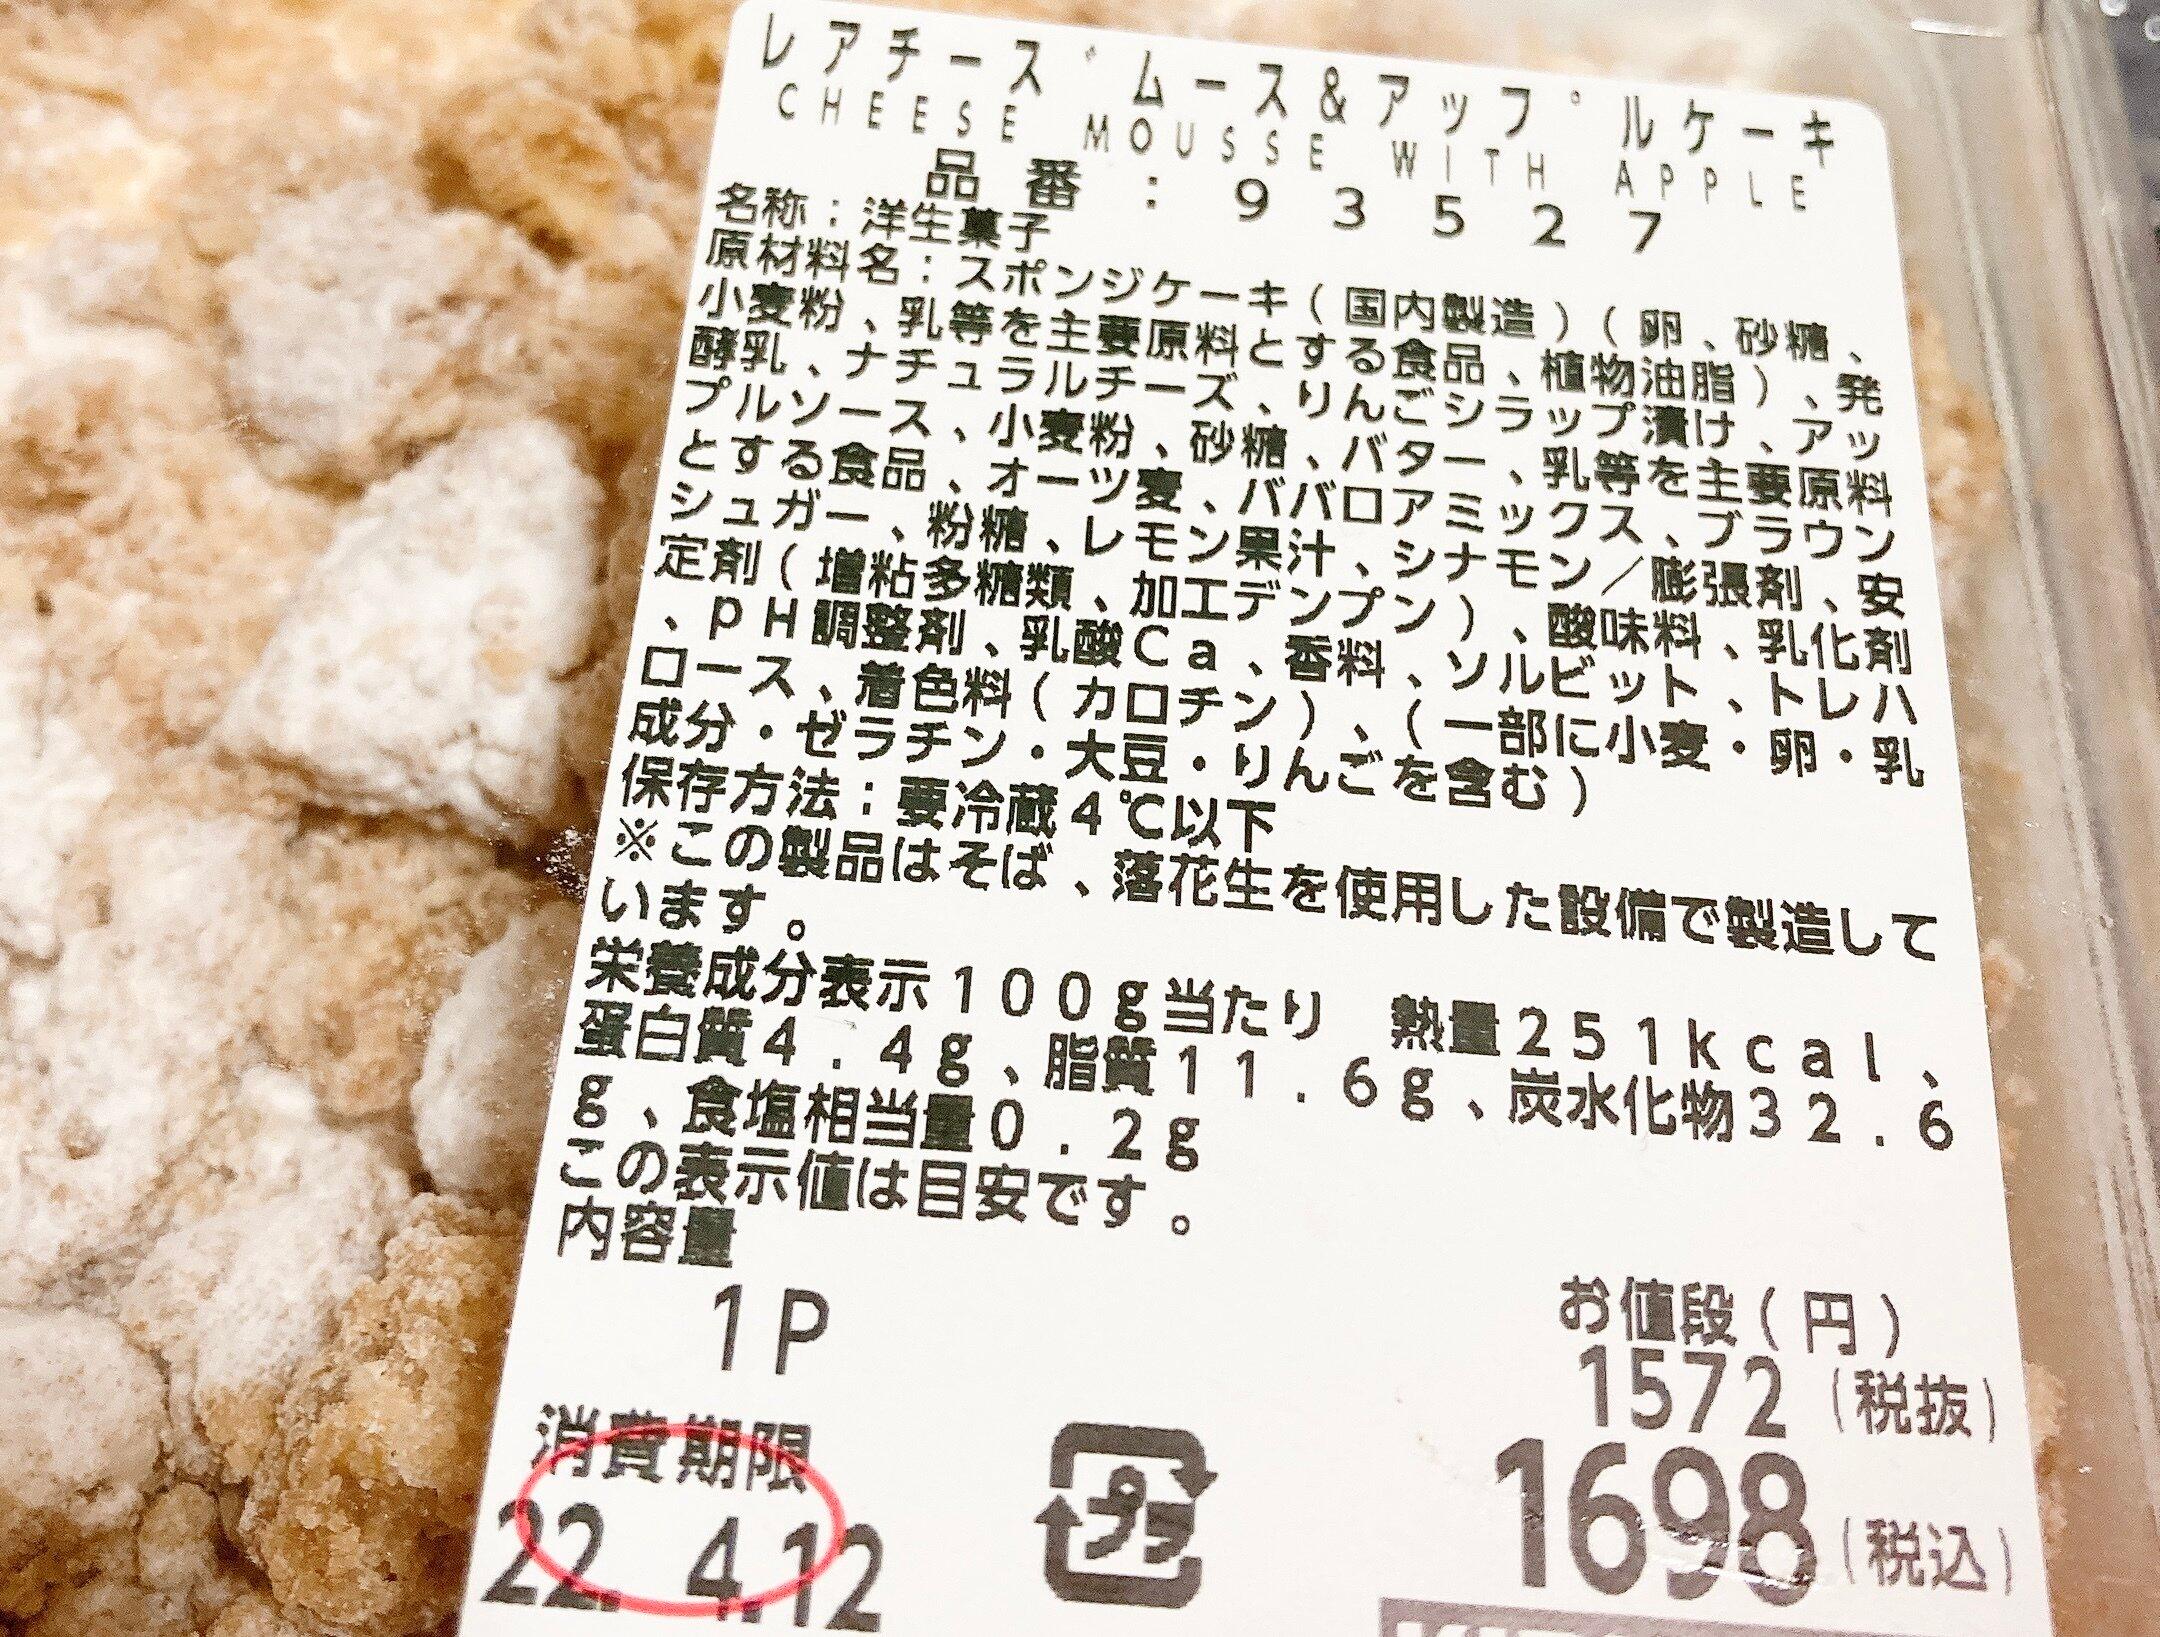 レアチーズムース&アップルケーキ
CHEESE MOUSSE WITH APPLE
品番:93527
名称:洋生菓子
原材料名:スポンジケーキ(国内製造)(卵、砂糖、
小麦粉、乳等を主要原料とする食品、植物油脂)、発
酵乳、ナチュラルチーズ、りんごシラップ漬け、アッ
プルソース、小麦粉、砂糖、バター、乳等を主要原料
とする食品、オーツ麦、ババロアミックス、ブラウン
シュガー、粉糖、レモン果汁、シナモン/膨張剤、安
定剤(増粘多糖類、加工デンプン)、酸味料、乳化剤
、pH調整剤、乳酸Ca、香料、ソルビット、トレハ
ロース、着色料(カロチン)、(一部に小麦・卵・乳
成分・ゼラチン・大豆・りんごを含む)
保存方法:要冷蔵4℃以下
※この製品はそば、落花生を使用した設備で製造して
います。
栄養成分表示100g当たり 熱量251kcal、
蛋白質4.4g、脂質11.6g、炭水化物32.6
g、食塩相当量0.2g
この表示値は目安です。
内容量
1P
お値段(円)
1572(税抜)
消費期限
22. 4.12
プラ
1698(税込)